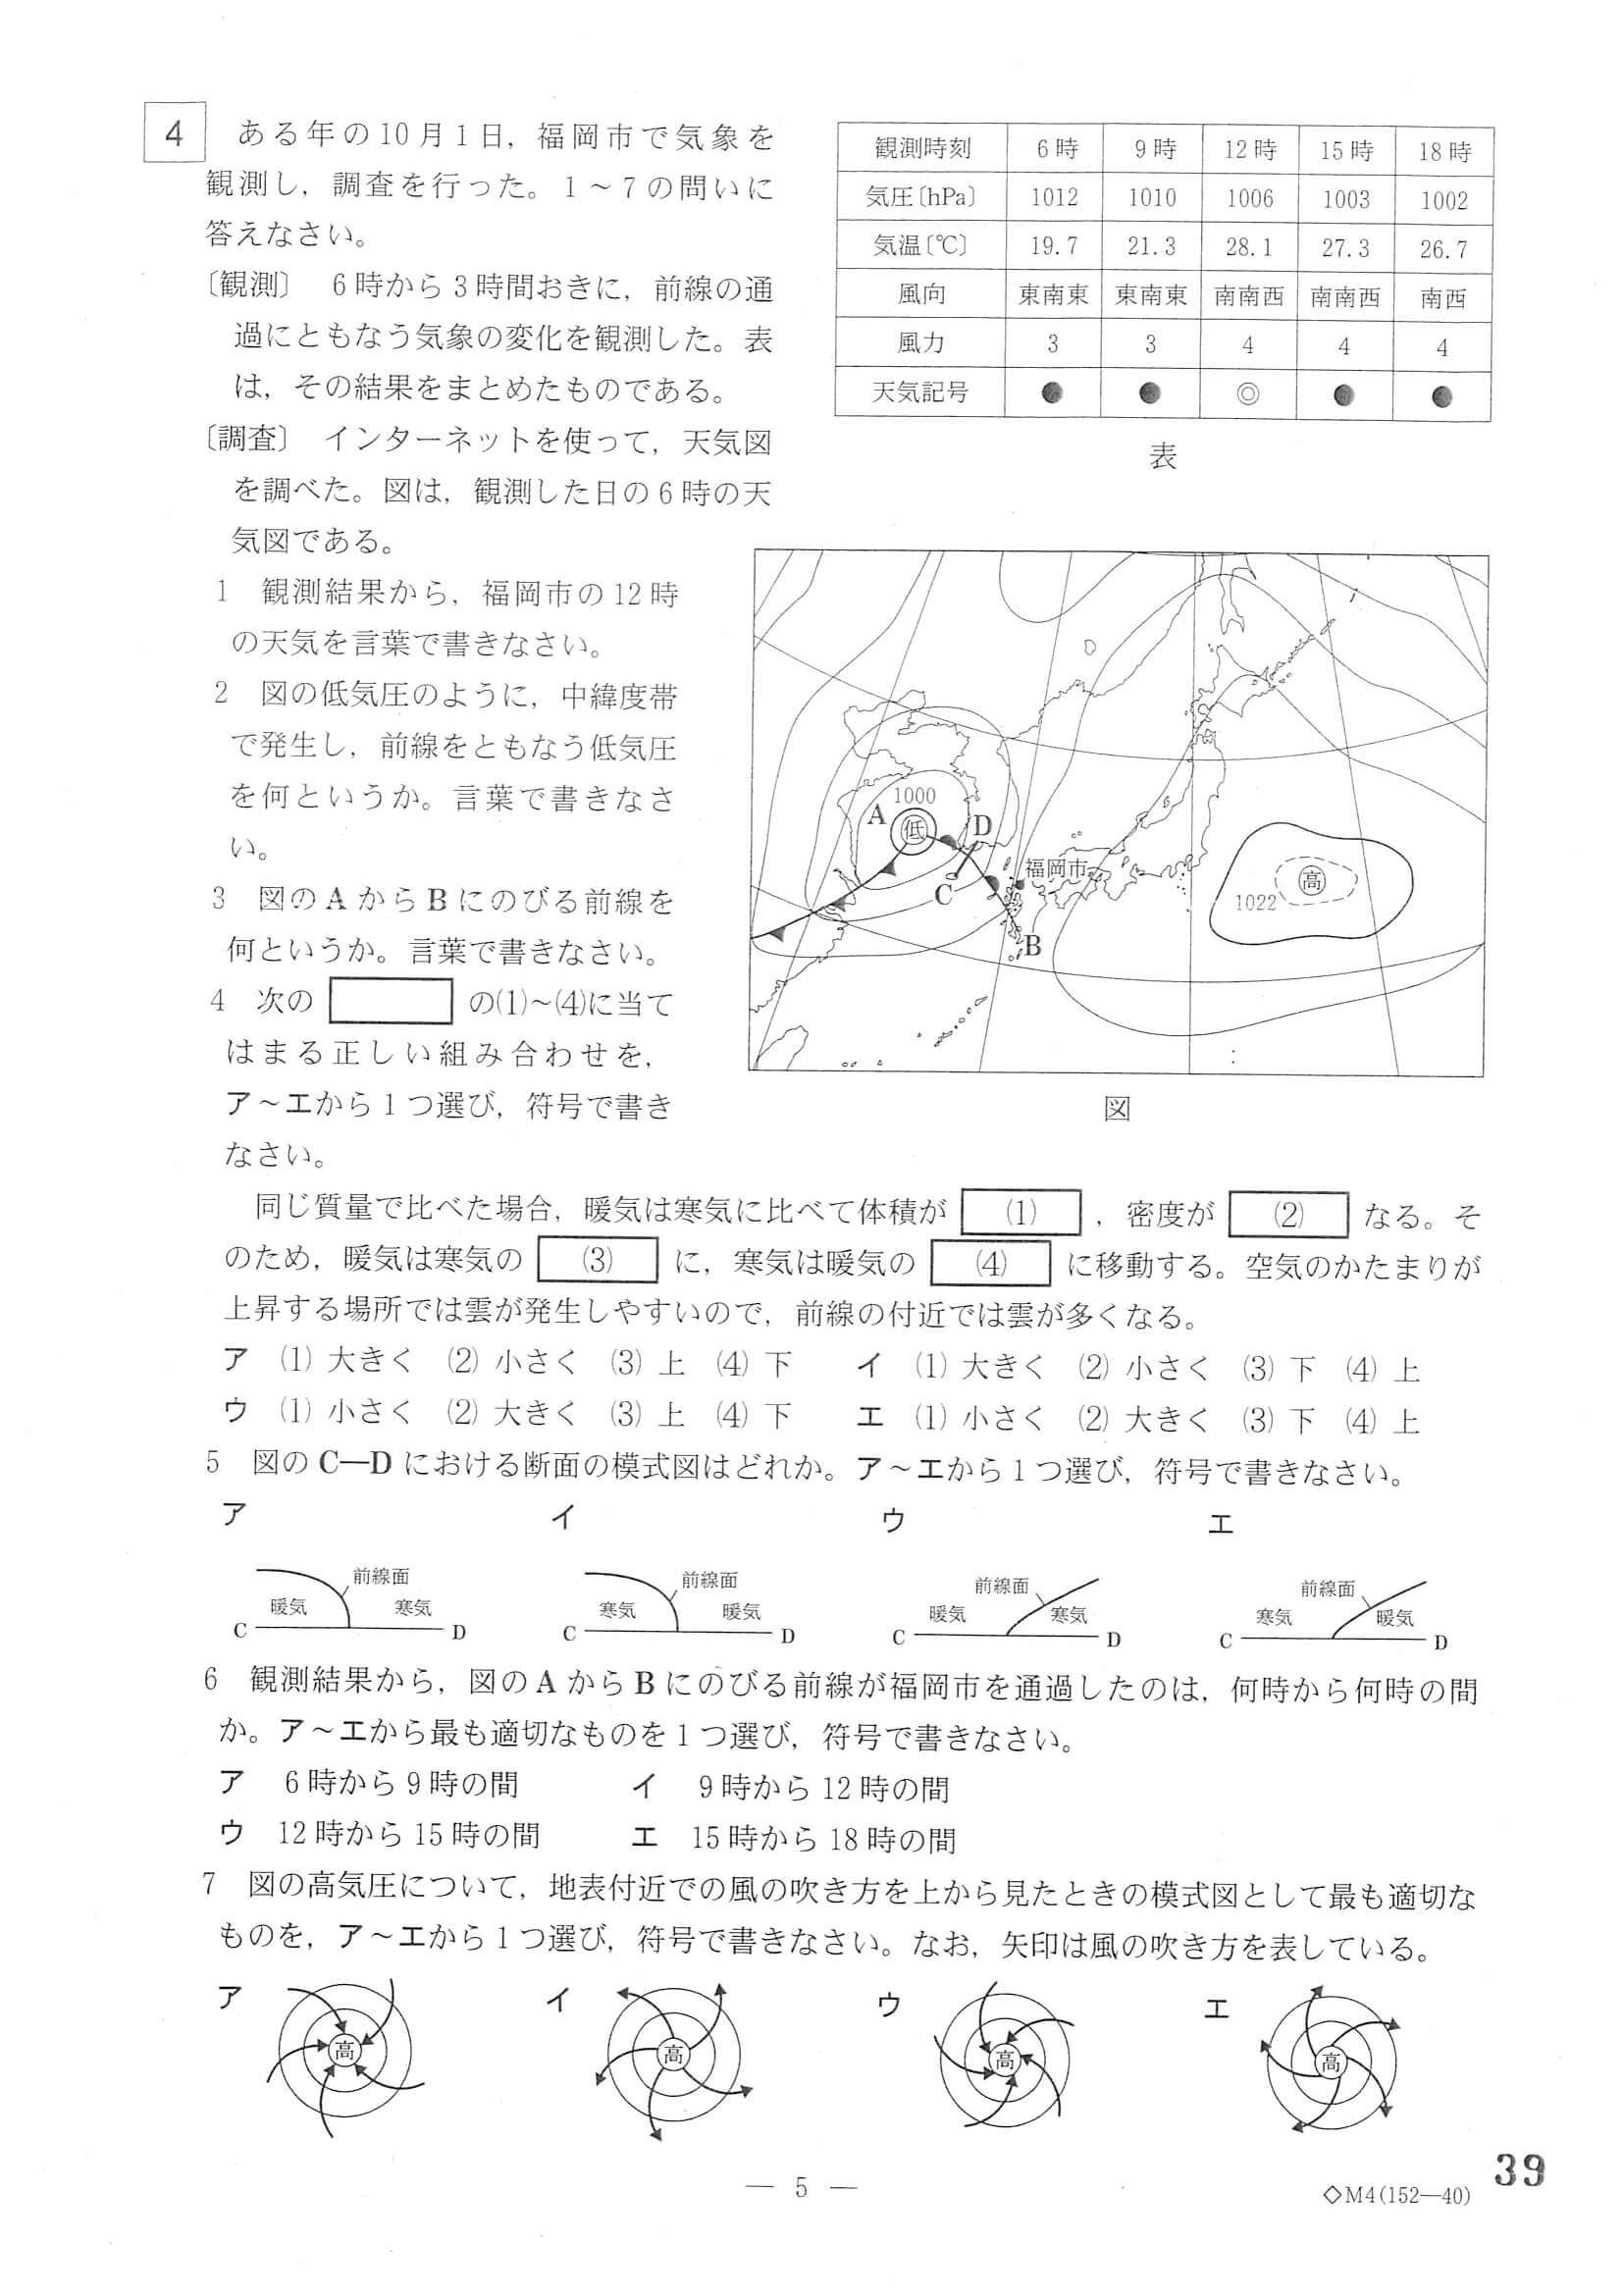 4 ある年の10月1日，福岡市で気象を
観測し，調査を行った。1～7の問いに
答えなさい。
〔観測〕 6時から3時間おきに，前線の通
過にともなう気象の変化を観測した。表
は，その結果をまとめたものである。
〔調査〕 インターネットを使って，天気図
を調べた。図は，観測した日の6時の天
気図である。
観測時刻 6時 9時 12時 15時 18時
気圧〔hPa〕 1012 1010 1006 1003 1002
気温〔℃〕 19.7 21.3 28.1 27.3 26.7
風向 東南東 東南東 南南西 南南西 南西
風力 3 3 4 4 4
天気記号 ● ● ◎ ● ●
表
1 観測結果から，福岡市の12時
の天気を言葉で書きなさい。
2 図の低気圧のように，中緯度帯
で発生し，前線をともなう低気圧
を何というか。言葉で書きなさ
い。
3 図のAからBにのびる前線を
何というか。言葉で書きなさい。
4 次の の(1)～(4)に当て
はまる正しい組み合わせを，
ア～エから1つ選び，符号で書き
なさい。
1000
A
低
D
C
福岡市
B
高
1022
図
同じ質量で比べた場合，暖気は寒気に比べて体積が (1) ，密度が (2) なる。そ
のため，暖気は寒気の (3) に，寒気は暖気の (4) に移動する。空気のかたまりが
上昇する場所では雲が発生しやすいので，前線の付近では雲が多くなる。
ア (1) 大きく (2) 小さく (3) 上 (4) 下 イ (1) 大きく (2) 小さく (3) 下 (4) 上
ウ (1) 小さく (2) 大きく (3) 上 (4) 下 エ (1) 小さく (2) 大きく (3) 下 (4) 上
5 図のC―Dにおける断面の模式図はどれか。ア～エから1つ選び，符号で書きなさい。
ア イ ウ エ
前線面 前線面 前線面 前線面
暖気 寒気 寒気 暖気 暖気 寒気 寒気 暖気
C D C D C D C D
6 観測結果から，図のAからBにのびる前線が福岡市を通過したのは，何時から何時の間
か。ア～エから最も適切なものを1つ選び，符号で書きなさい。
ア 6時から9時の間 イ 9時から12時の間
ウ 12時から15時の間 エ 15時から18時の間
7 図の高気圧について，地表付近での風の吹き方を上から見たときの模式図として最も適切な
ものを，ア～エから1つ選び，符号で書きなさい。なお，矢印は風の吹き方を表している。
ア イ ウ エ
高 高 高 高
― 5 ―
◇M4(152―40)
39